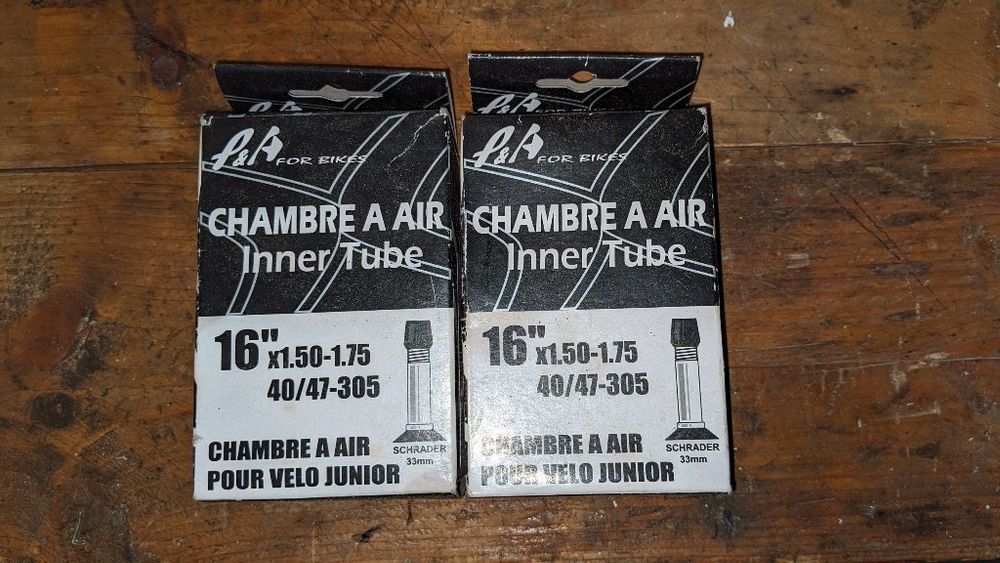 L&A FOR BIKES
CHAMBRE A AIR
Inner Tube
16" x1.50-1.75
40/47-305
SCHRADER
33mm
CHAMBRE A AIR
POUR VELO JUNIOR
L&A FOR BIKES
CHAMBRE A AIR
Inner Tube
16" x1.50-1.75
40/47-305
SCHRADER
33mm
CHAMBRE A AIR
POUR VELO JUNIOR